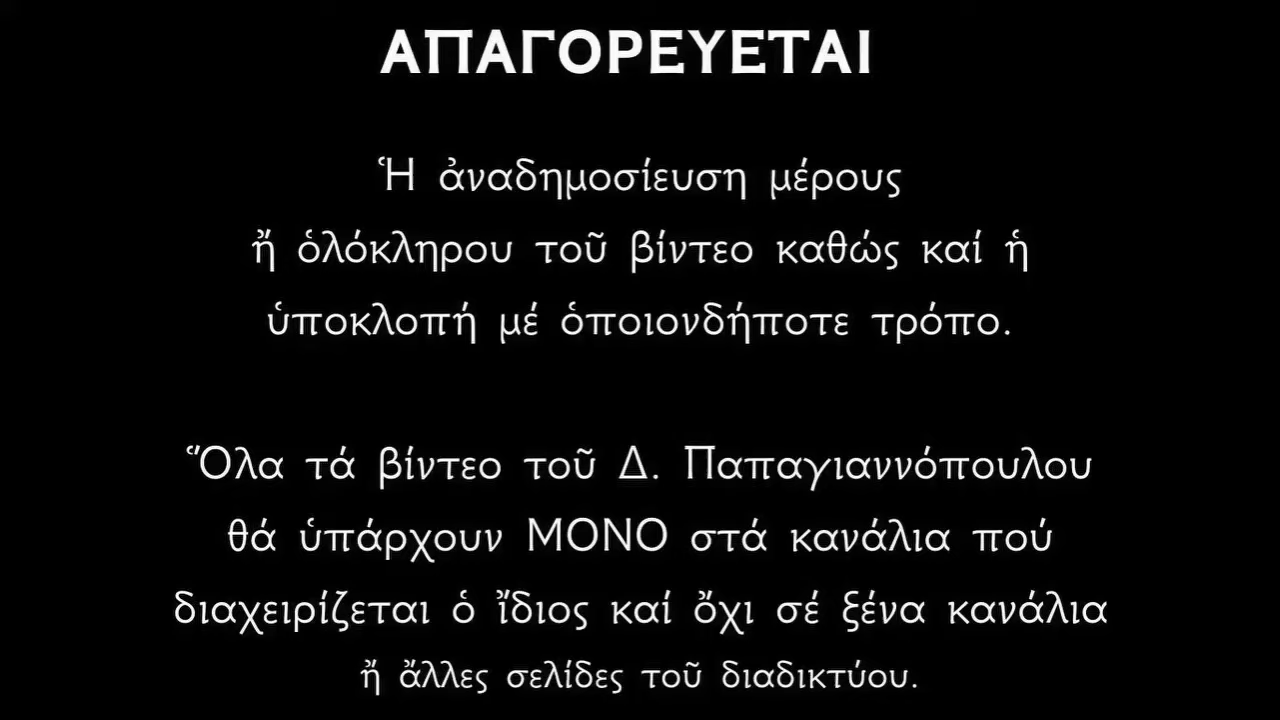 ΑΠΑΓΟΡΕΥΕΤΑΙ
Ἡ ἀναδημοσίευση μέρους
ἤ ὁλόκληρου τοῦ βίντεο καθώς καί ἡ
ὑποκλοπή μέ ὁποιονδήποτε τρόπο.
Ὅλα τά βίντεο τοῦ Δ. Παπαγιαννόπουλου
θά ὑπάρχουν ΜΟΝΟ στά κανάλια πού
διαχειρίζεται ὁ ἴδιος καί ὄχι σέ ξένα κανάλια
ἤ ἄλλες σελίδες τοῦ διαδικτύου.